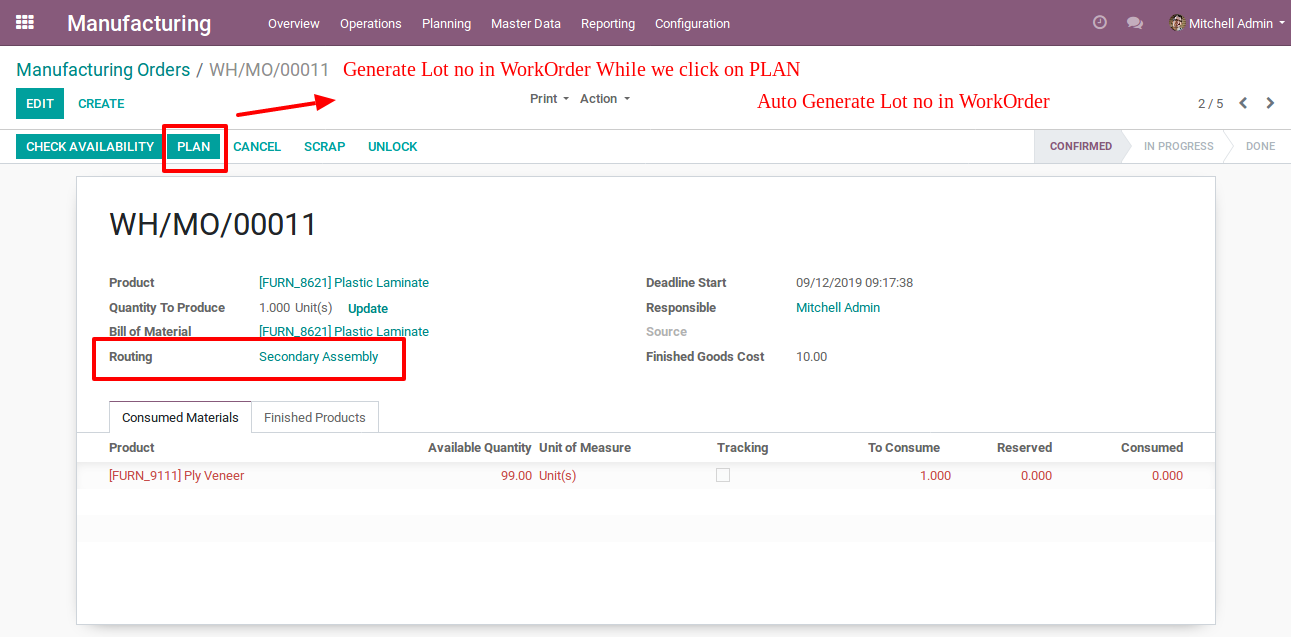 Manufacturing Overview Operations Planning Master Data Reporting Configuration Mitchell Admin
Manufacturing Orders / WH/MO/00011 Generate Lot no in WorkOrder While we click on PLAN
EDIT CREATE Print Action Auto Generate Lot no in WorkOrder 2 / 5
CHECK AVAILABILITY PLAN CANCEL SCRAP UNLOCK CONFIRMED IN PROGRESS DONE
WH/MO/00011
Product [FURN_8621] Plastic Laminate Deadline Start 09/12/2019 09:17:38
Quantity To Produce 1.000 Unit(s) Update Responsible Mitchell Admin
Bill of Material [FURN_8621] Plastic Laminate Source
Routing Secondary Assembly Finished Goods Cost 10.00
Consumed Materials Finished Products
Product Available Quantity Unit of Measure Tracking To Consume Reserved Consumed
[FURN_9111] Ply Veneer 99.00 Unit(s) 1.000 0.000 0.000